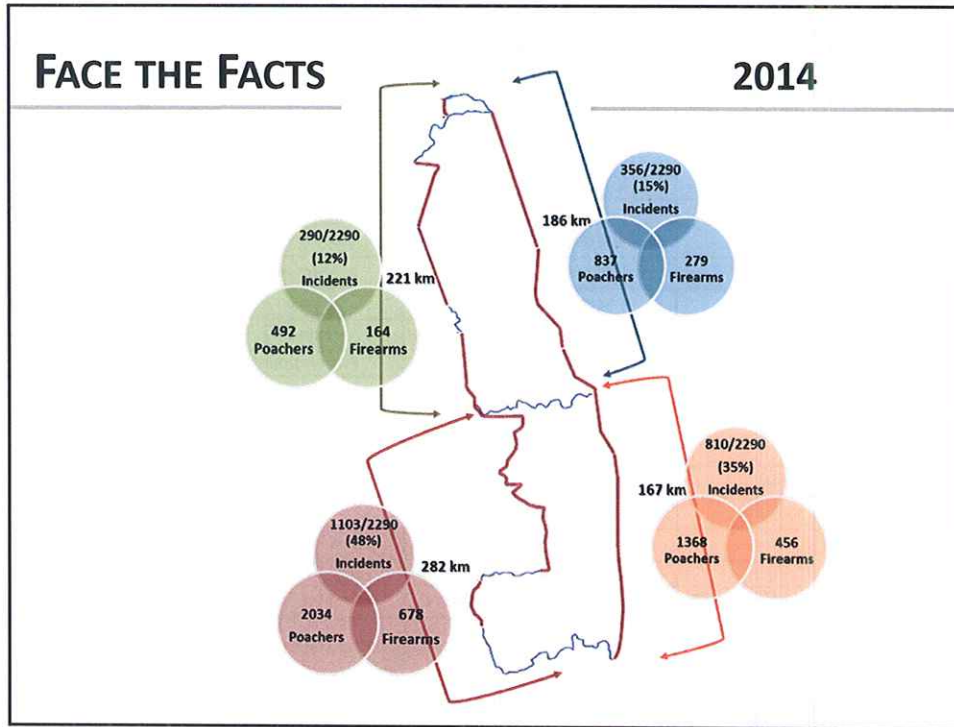 FACE THE FACTS
2014
356/2290
(15%)
Incidents
186 km
837
Poachers
279
Firearms
290/2290
(12%)
Incidents
221 km
492
Poachers
164
Firearms
810/2290
(35%)
Incidents
167 km
1368
Poachers
456
Firearms
1103/2290
(48%)
Incidents
282 km
2034
Poachers
678
Firearms